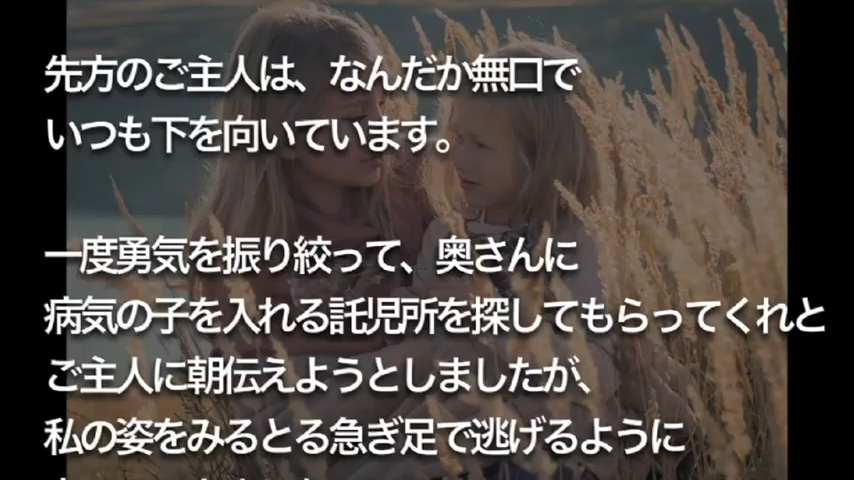 先方のご主人は、なんだか無口で
いつも下を向いています。
一度勇気を振り絞って、奥さんに
病気の子を入れる託児所を探してもらってくれと
ご主人に朝伝えようとしましたが、
私の姿をみるとる急ぎ足で逃げるように